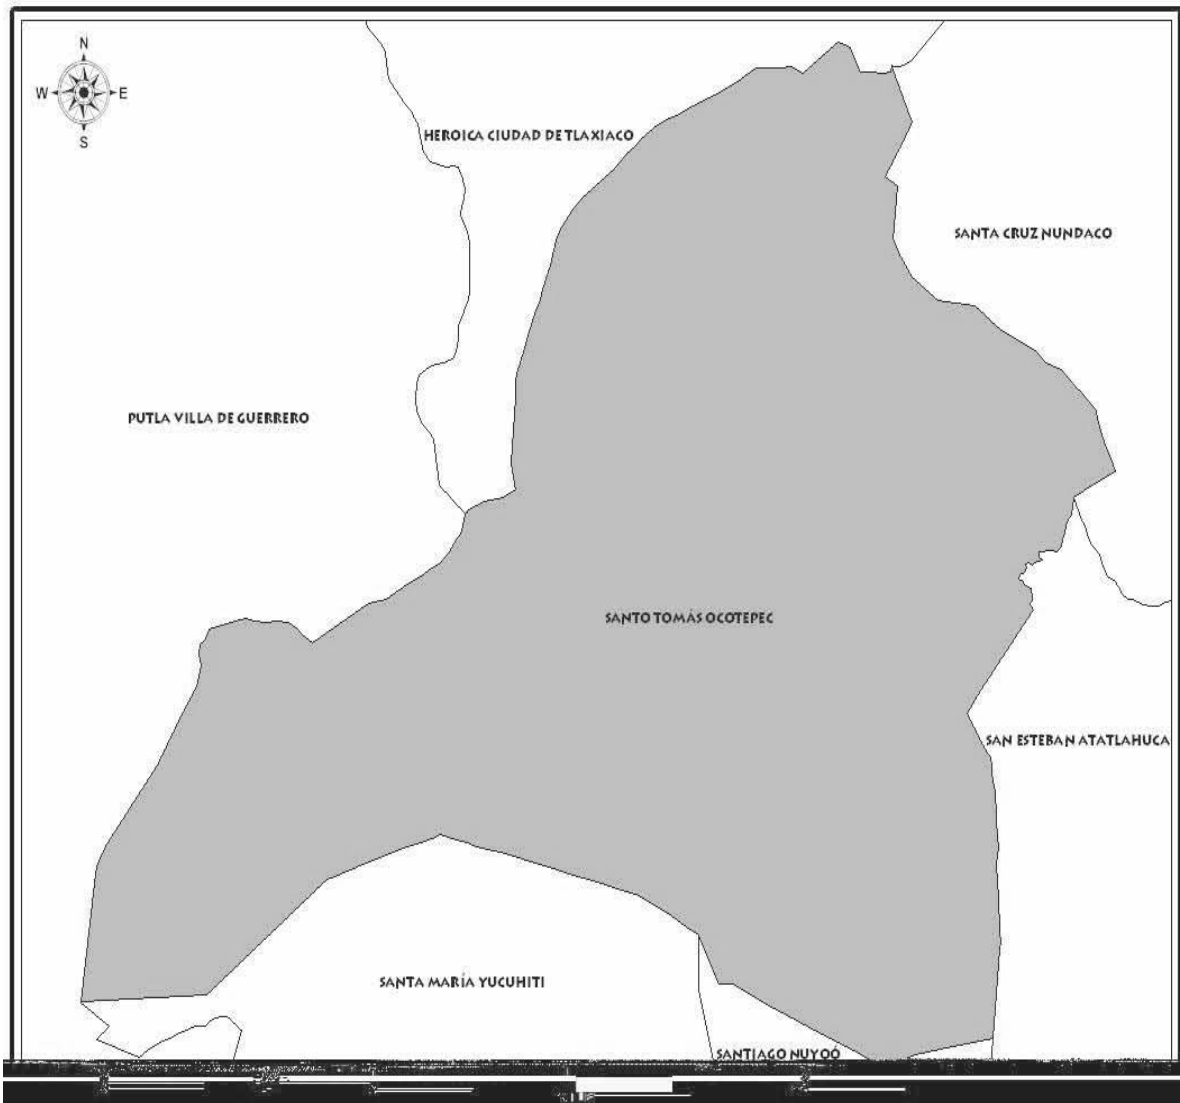 N
W E
S
HEROICA CIUDAD DE TLAXIACO
SANTA CRUZ NUNDACO
PUTLA VILLA DE GUERRERO
SANTO TOMÁS OCOTEPEC
SAN ESTEBAN ATATLAHUCA
SANTA MARÍA YUCUHITI
SANTIAGO NUYOÓ